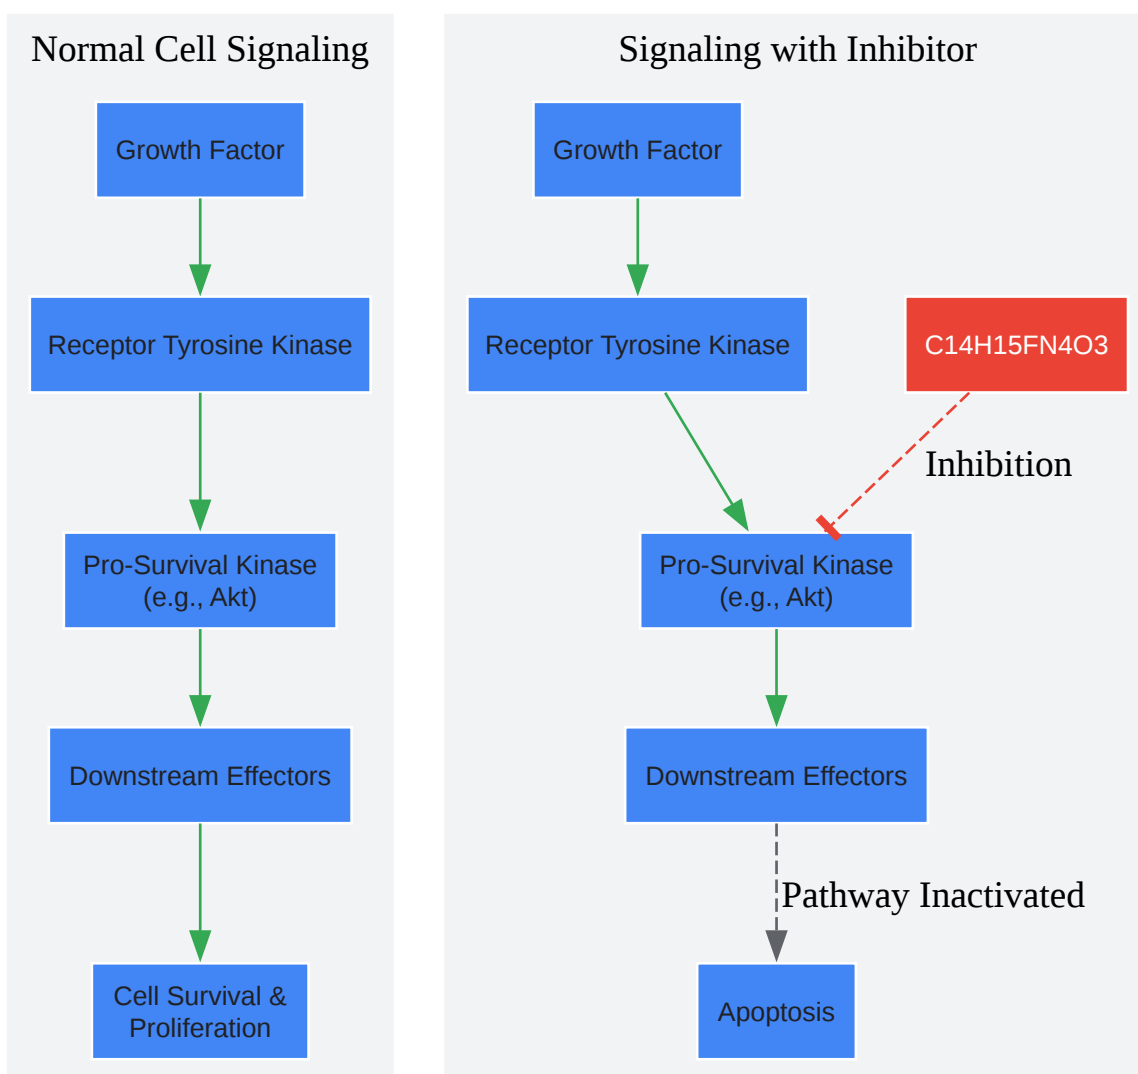 Normal Cell Signaling
Growth Factor
Receptor Tyrosine Kinase
Pro-Survival Kinase
(e.g., Akt)
Downstream Effectors
Cell Survival &
Proliferation
Signaling with Inhibitor
Growth Factor
Receptor Tyrosine Kinase
C14H15FN4O3
Inhibition
Pro-Survival Kinase
(e.g., Akt)
Downstream Effectors
Pathway Inactivated
Apoptosis